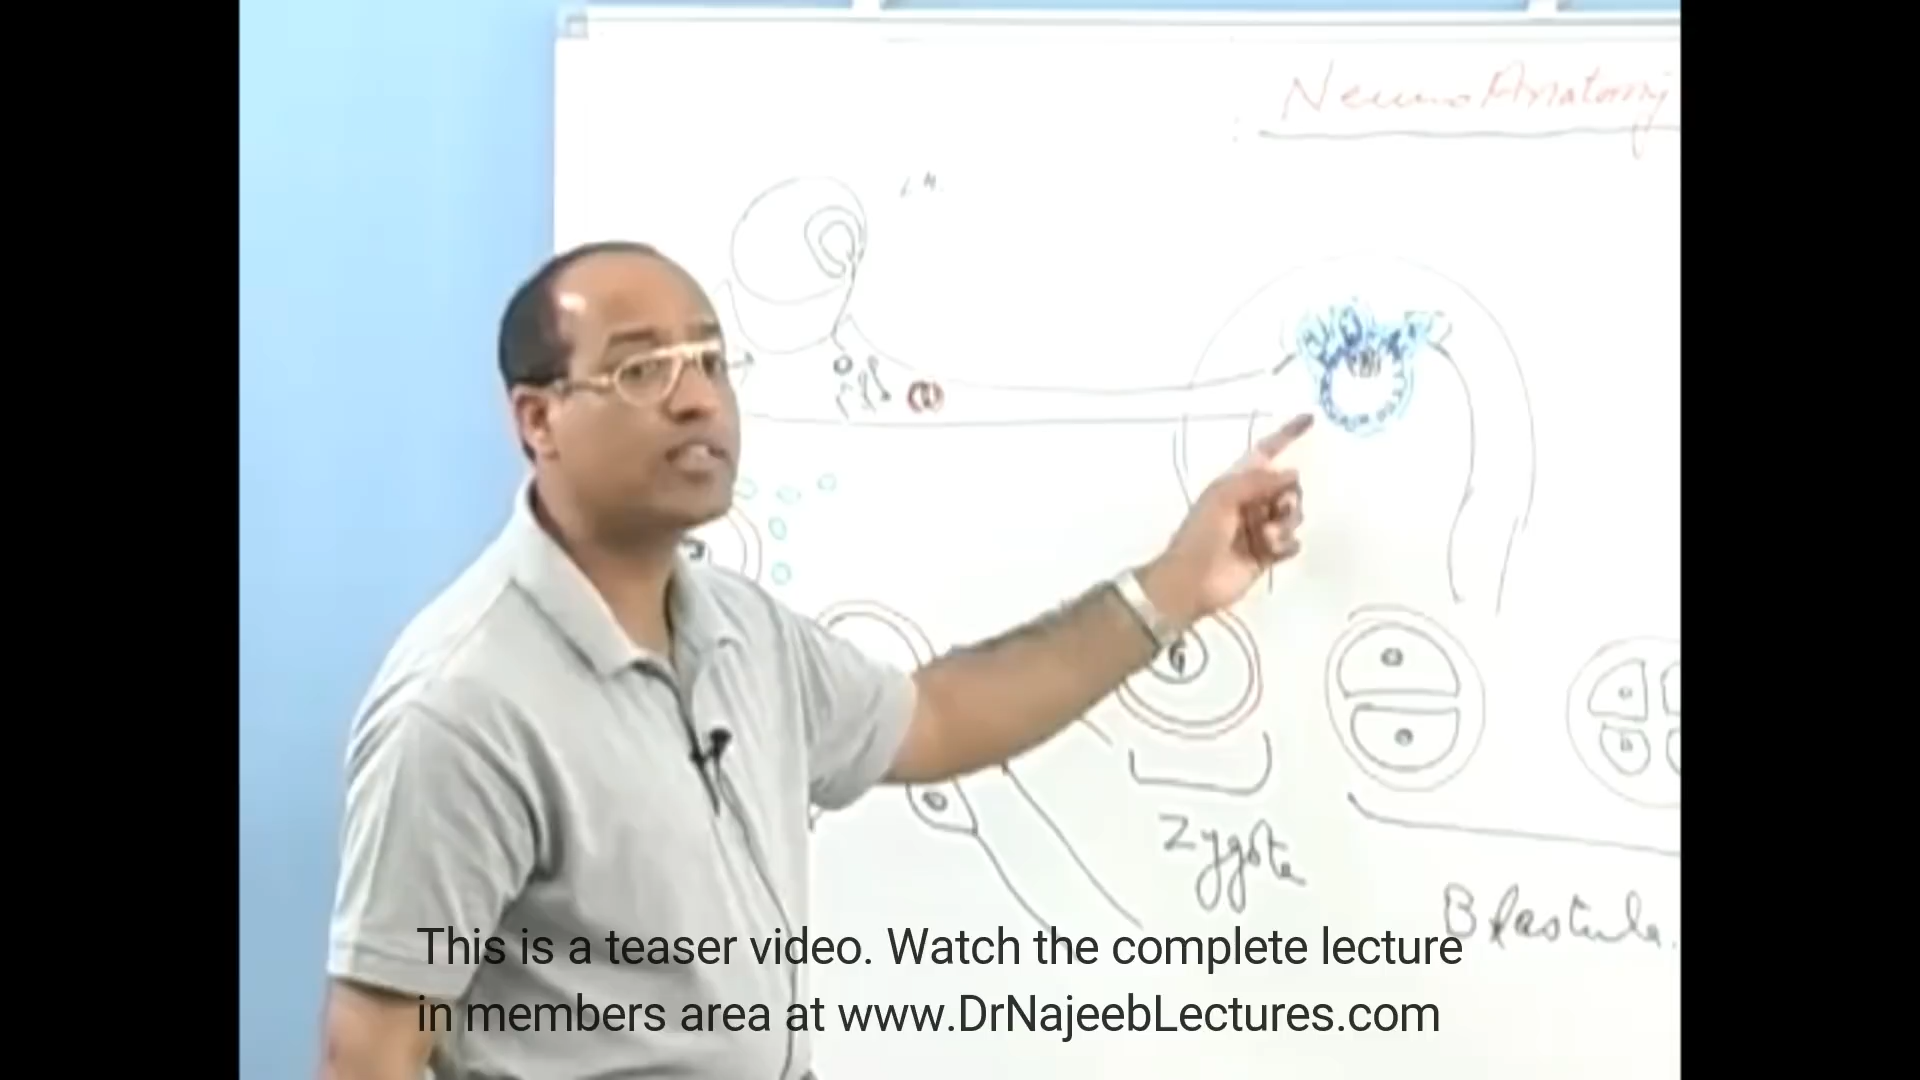 NeuroAnatomy
Zygote
Blastula.
This is a teaser video. Watch the complete lecture
in members area at www.DrNajeebLectures.com